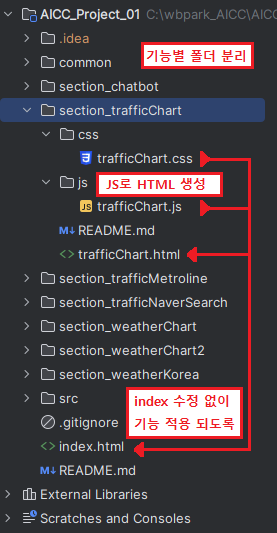 AICC_Project_01 C:\wbpark_AICC\AICC
.idea
기능별 폴더 분리
common
section_chatbot
section_trafficChart
css
trafficChart.css
js
JS로 HTML 생성
JS trafficChart.js
M↓ README.md
<> trafficChart.html
section_trafficMetroline
section_trafficNaverSearch
section_weatherChart
section_weatherChart2
section_weatherKorea
src
index 수정 없이
기능 적용 되도록
.gitignore
<> index.html
M↓ README.md
External Libraries
Scratches and Consoles